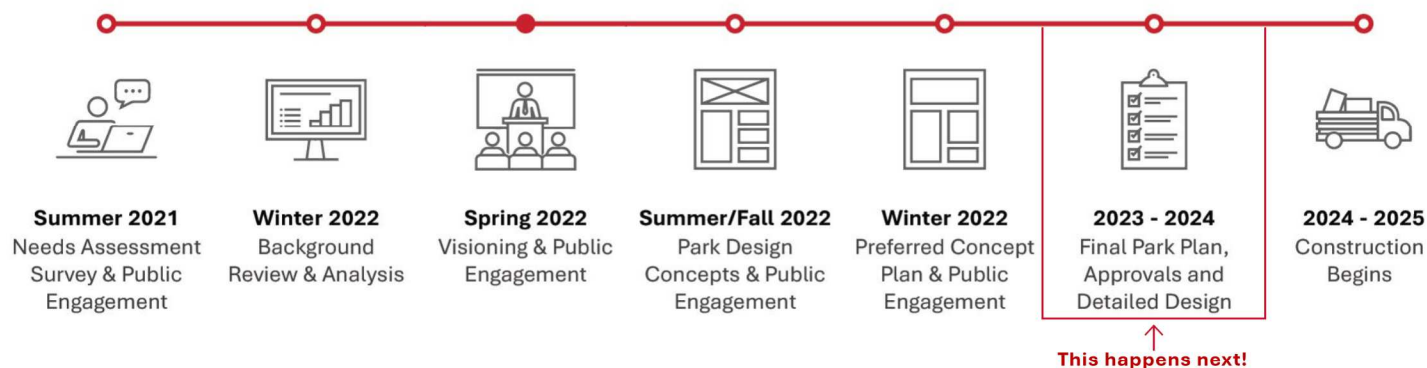 Summer 2021
Needs Assessment
Survey & Public
Engagement
Winter 2022
Background
Review & Analysis
Spring 2022
Visioning & Public
Engagement
Summer/Fall 2022
Park Design
Concepts & Public
Engagement
Winter 2022
Preferred Concept
Plan & Public
Engagement
2023 - 2024
Final Park Plan,
Approvals and
Detailed Design
2024 - 2025
Construction
Begins
This happens next!